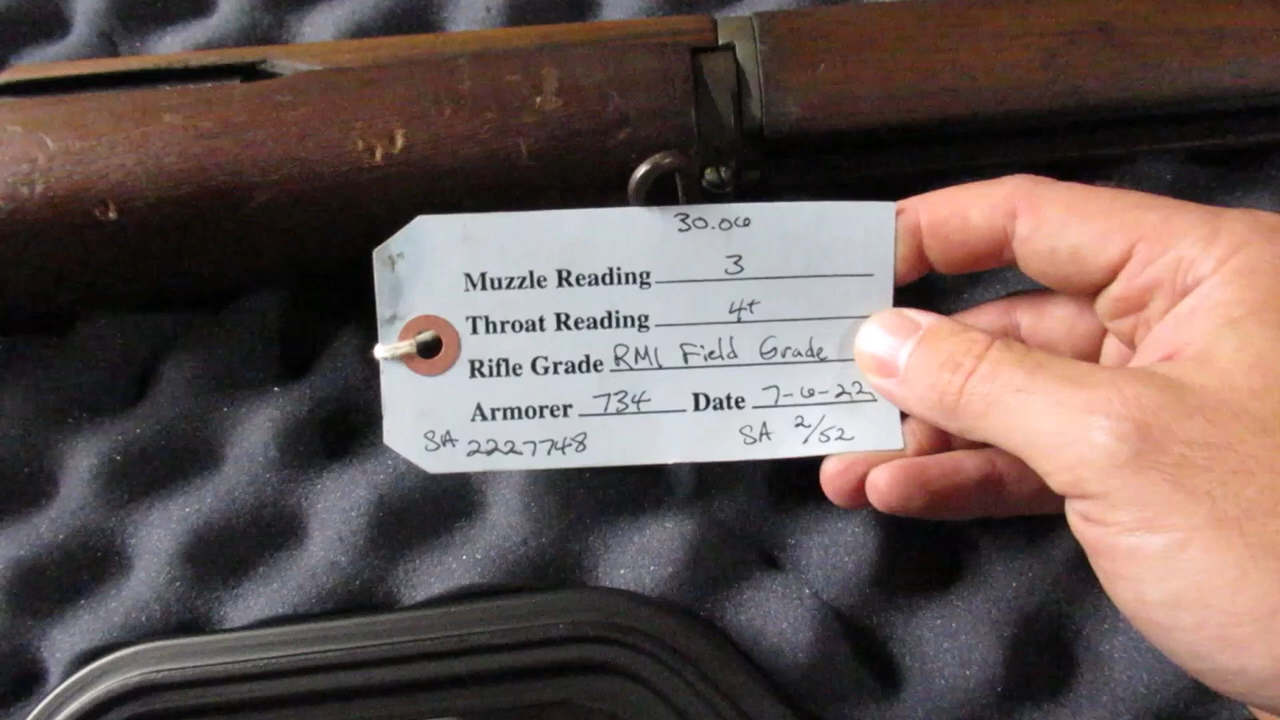 30.06
Muzzle Reading 3
Throat Reading 4+
Rifle Grade RM1 Field Grade
Armorer 734 Date 7-6-22
SA 2227748 SA 2/52